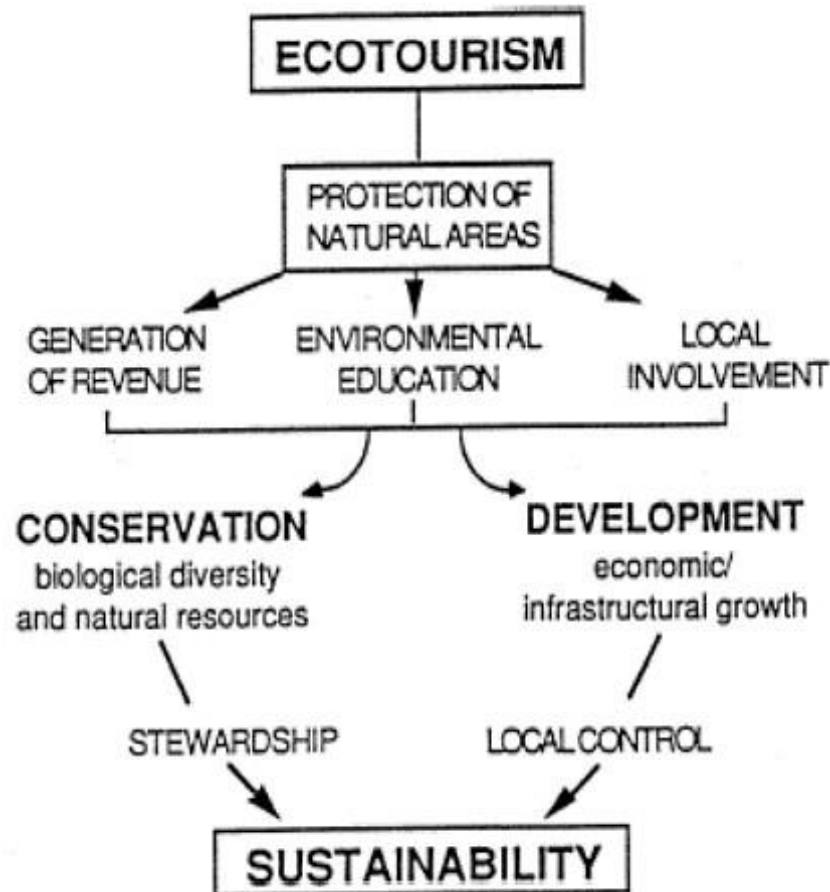 ECOTOURISM
PROTECTION OF
NATURAL AREAS
GENERATION
OF REVENUE
ENVIRONMENTAL
EDUCATION
LOCAL
INVOLVEMENT
CONSERVATION
biological diversity
and natural resources
DEVELOPMENT
economic/
infrastructural growth
STEWARDSHIP
LOCAL CONTROL
SUSTAINABILITY